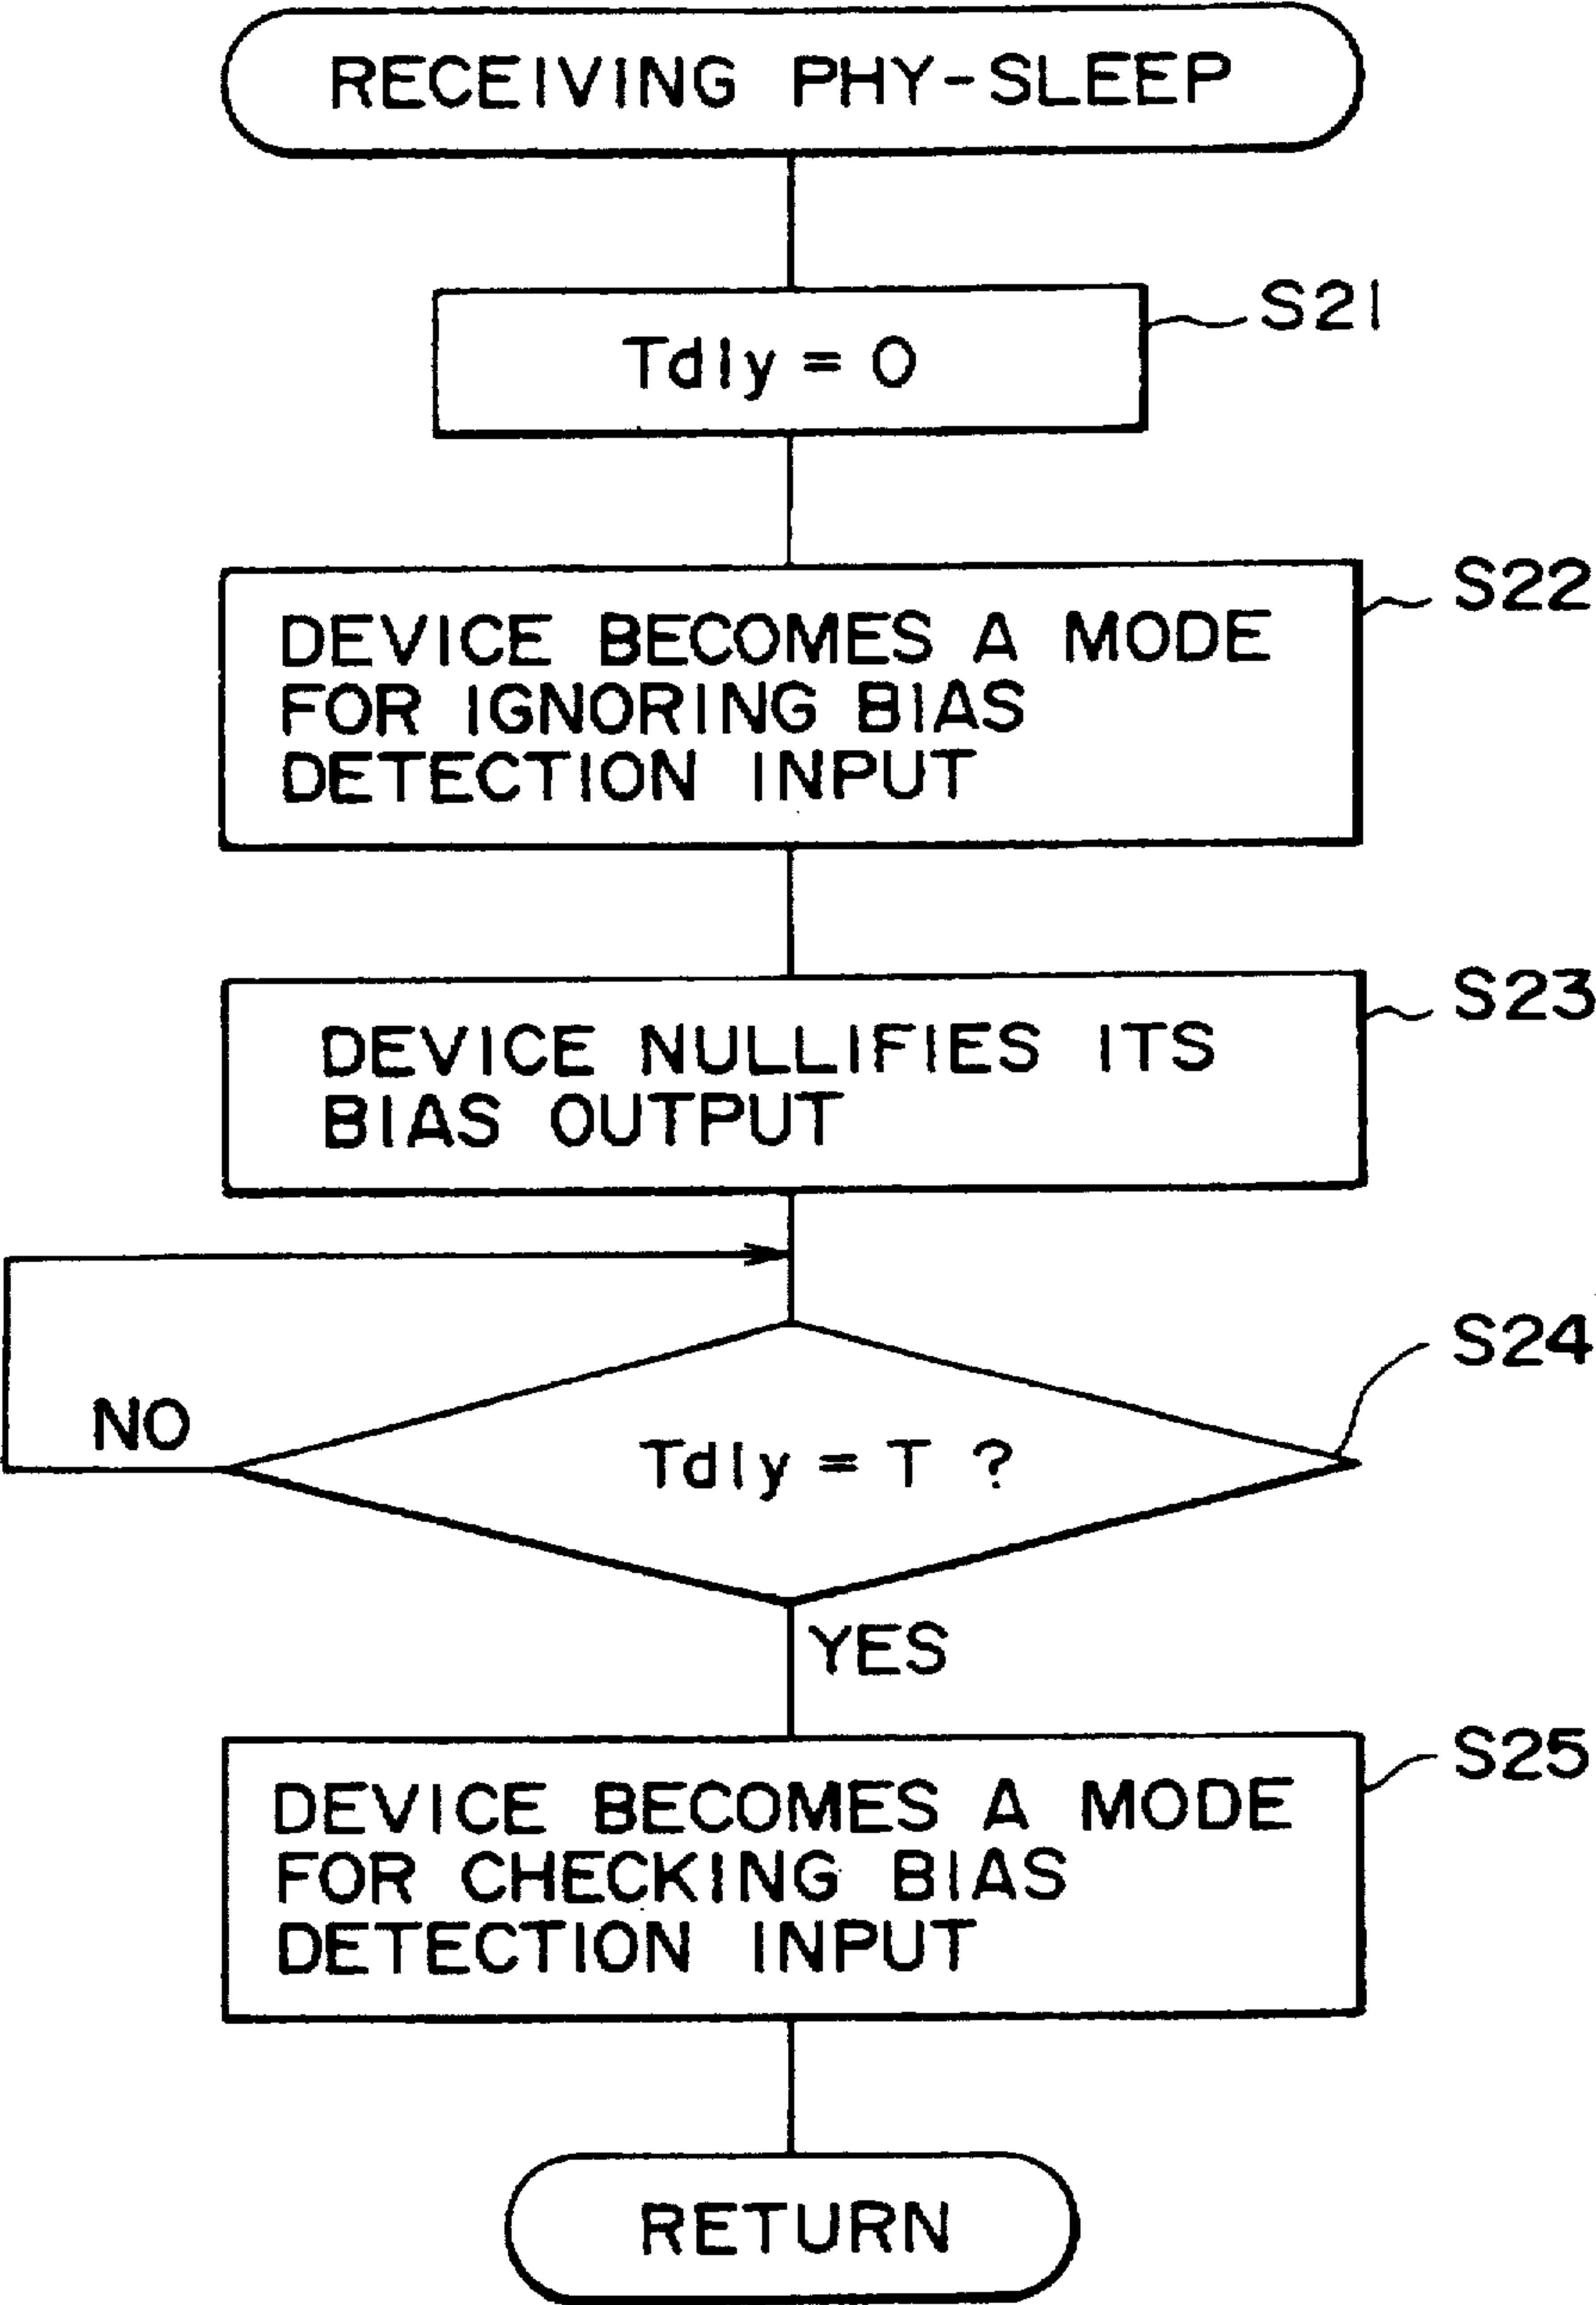 RECEIVING PHY-SLEEP
Tdly = 0
S21
DEVICE BECOMES A MODE
FOR IGNORING BIAS
DETECTION INPUT
S22
DEVICE NULLIFIES ITS
BIAS OUTPUT
S23
Tdly = T ?
S24
NO
YES
DEVICE BECOMES A MODE
FOR CHECKING BIAS
DETECTION INPUT
S25
RETURN